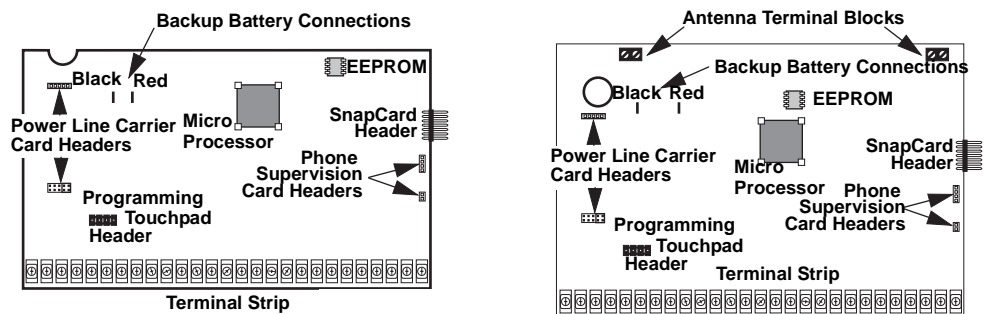 Backup Battery Connections
Black Red
EEPROM
Micro
Processor
SnapCard
Header
Power Line Carrier
Card Headers
Phone
Supervision
Card Headers
Programming
Touchpad
Header
Terminal Strip
Antenna Terminal Blocks
Backup Battery Connections
Black Red
EEPROM
Micro
Processor
SnapCard
Header
Power Line Carrier
Card Headers
Phone
Supervision
Card Headers
Programming
Touchpad
Header
Terminal Strip